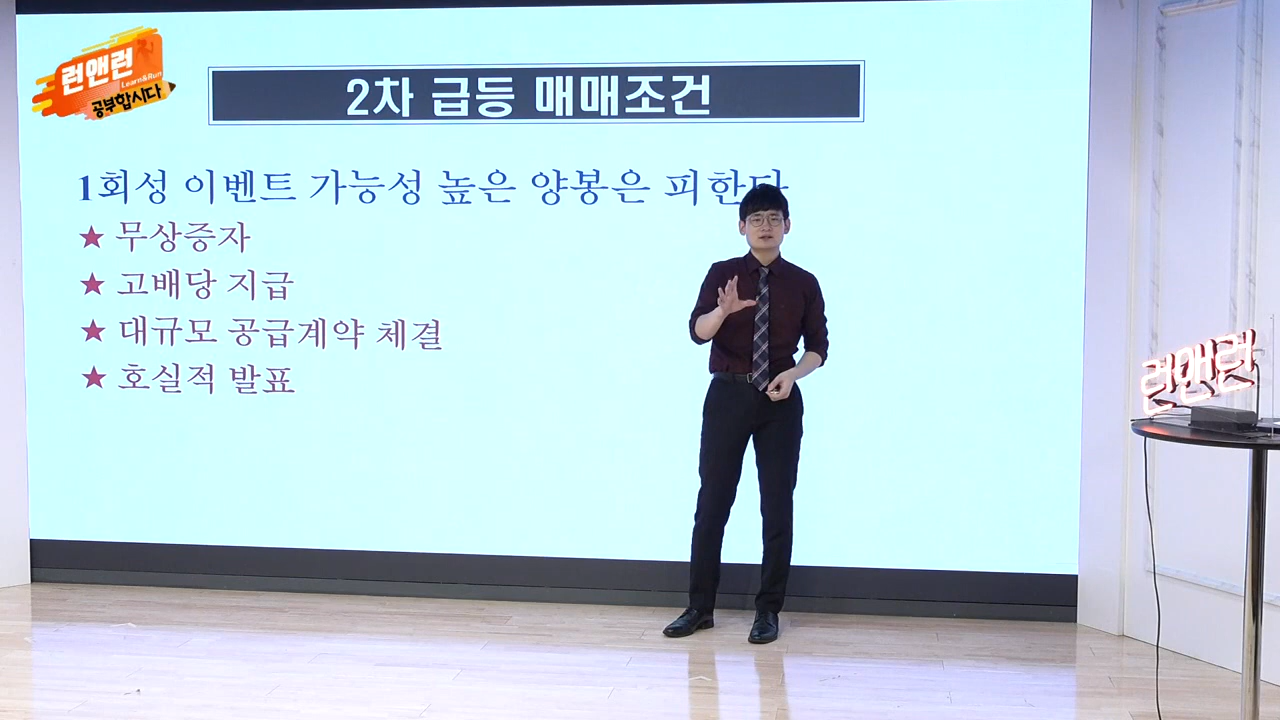 런앤런
Learn&Run
공부합시다
2차 급등 매매조건
1회성 이벤트 가능성 높은 양봉은 피한다
★ 무상증자
★ 고배당 지급
★ 대규모 공급계약 체결
★ 호실적 발표
런앤런